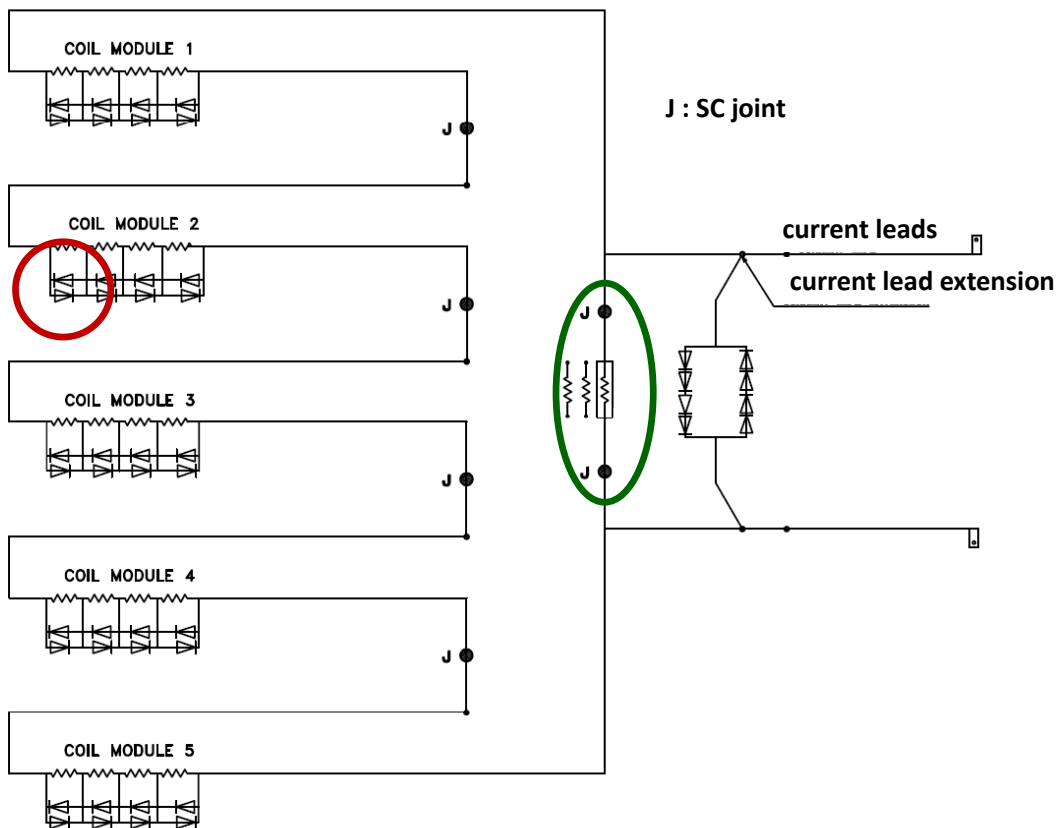 COIL MODULE 1
J : SC joint
J
COIL MODULE 2
current leads
current lead extension
J
J
COIL MODULE 3
J
J
COIL MODULE 4
J
COIL MODULE 5